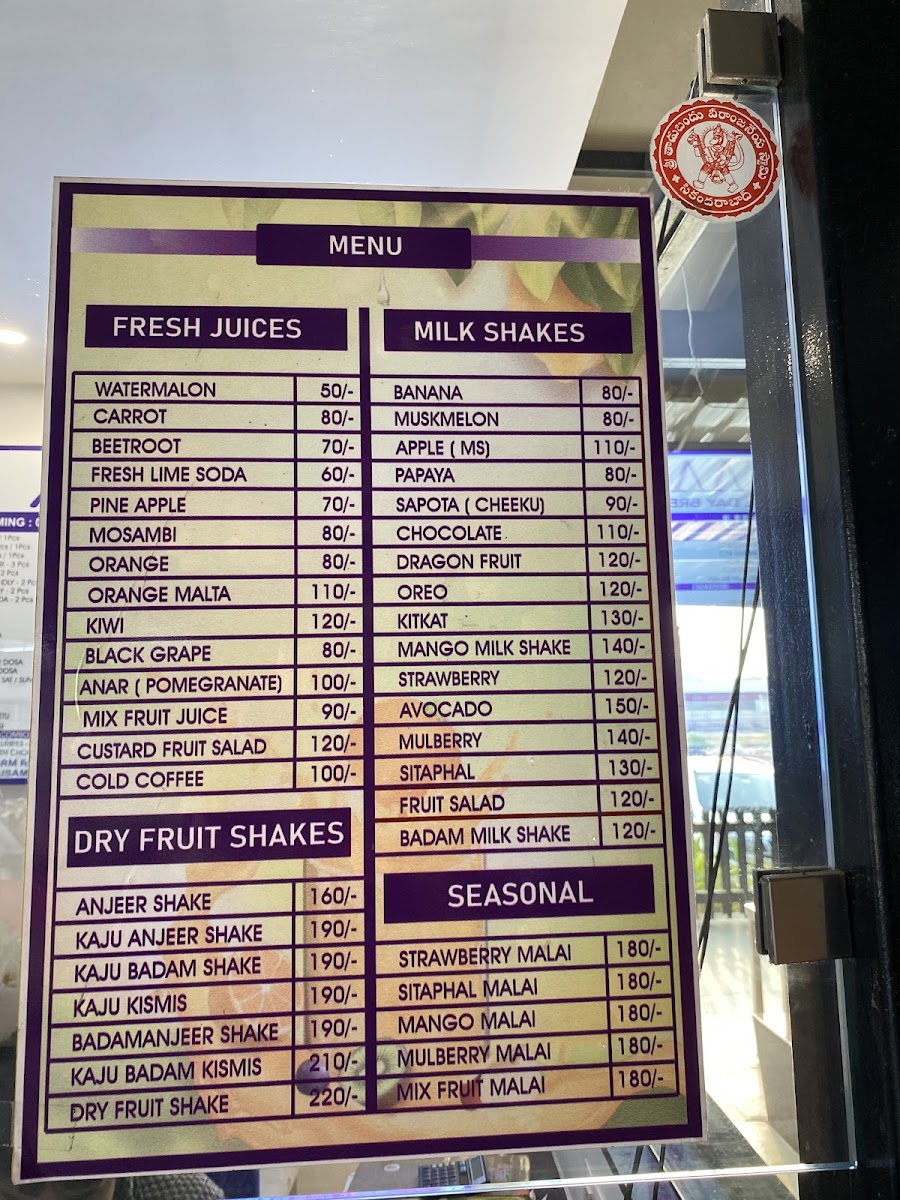 MENU
FRESH JUICES
WATERMALON 50/-
CARROT 80/-
BEETROOT 70/-
FRESH LIME SODA 60/-
PINE APPLE 70/-
MOSAMBI 80/-
ORANGE 80/-
ORANGE MALTA 110/-
KIWI 120/-
BLACK GRAPE 80/-
ANAR ( POMEGRANATE) 100/-
MIX FRUIT JUICE 90/-
CUSTARD FRUIT SALAD 120/-
COLD COFFEE 100/-
DRY FRUIT SHAKES
ANJEER SHAKE 160/-
KAJU ANJEER SHAKE 190/-
KAJU BADAM SHAKE 190/-
KAJU KISMIS 190/-
BADAMANJEER SHAKE 190/-
KAJU BADAM KISMIS 210/-
DRY FRUIT SHAKE 220/-
MILK SHAKES
BANANA 80/-
MUSKMELON 80/-
APPLE ( MS) 110/-
PAPAYA 80/-
SAPOTA ( CHEEKU) 90/-
CHOCOLATE 110/-
DRAGON FRUIT 120/-
OREO 120/-
KITKAT 130/-
MANGO MILK SHAKE 140/-
STRAWBERRY 120/-
AVOCADO 150/-
MULBERRY 140/-
SITAPHAL 130/-
FRUIT SALAD 120/-
BADAM MILK SHAKE 120/-
SEASONAL
STRAWBERRY MALAI 180/-
SITAPHAL MALAI 180/-
MANGO MALAI 180/-
MULBERRY MALAI 180/-
MIX FRUIT MALAI 180/-
శ్రీ తాడుబందు వీరాంజనేయ స్వామి
సికందరాబాద్